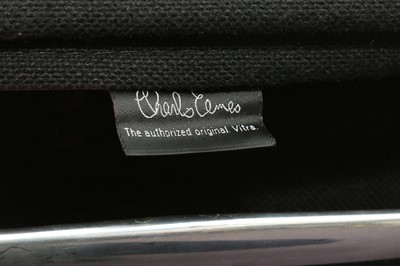 Charles Eames
The authorized original Vitra.